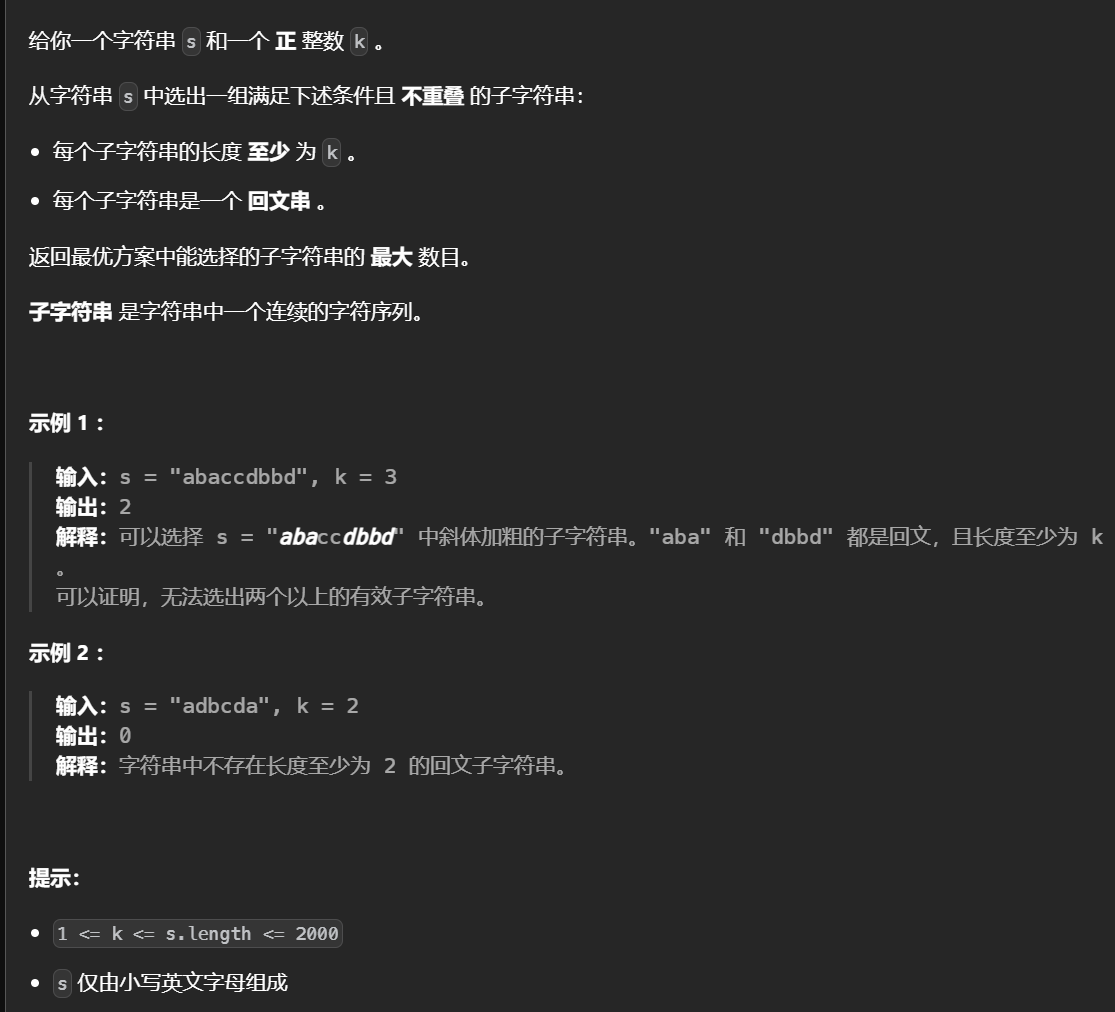 给你一个字符串 s 和一个 正 整数 k 。
从字符串 s 中选出一组满足下述条件且 不重叠 的子字符串：
• 每个子字符串的长度 至少 为 k 。
• 每个子字符串是一个 回文串 。
返回最优方案中能选择的子字符串的 最大 数目。
子字符串 是字符串中一个连续的字符序列。
示例 1 ：
输入：s = "abaccdbbd", k = 3
输出：2
解释：可以选择 s = "abaccdbbd" 中斜体加粗的子字符串。"aba" 和 "dbbd" 都是回文，且长度至少为 k
。
可以证明，无法选出两个以上的有效子字符串。
示例 2 ：
输入：s = "adbcda", k = 2
输出：0
解释：字符串中不存在长度至少为 2 的回文子字符串。
提示：
• 1 <= k <= s.length <= 2000
• s 仅由小写英文字母组成